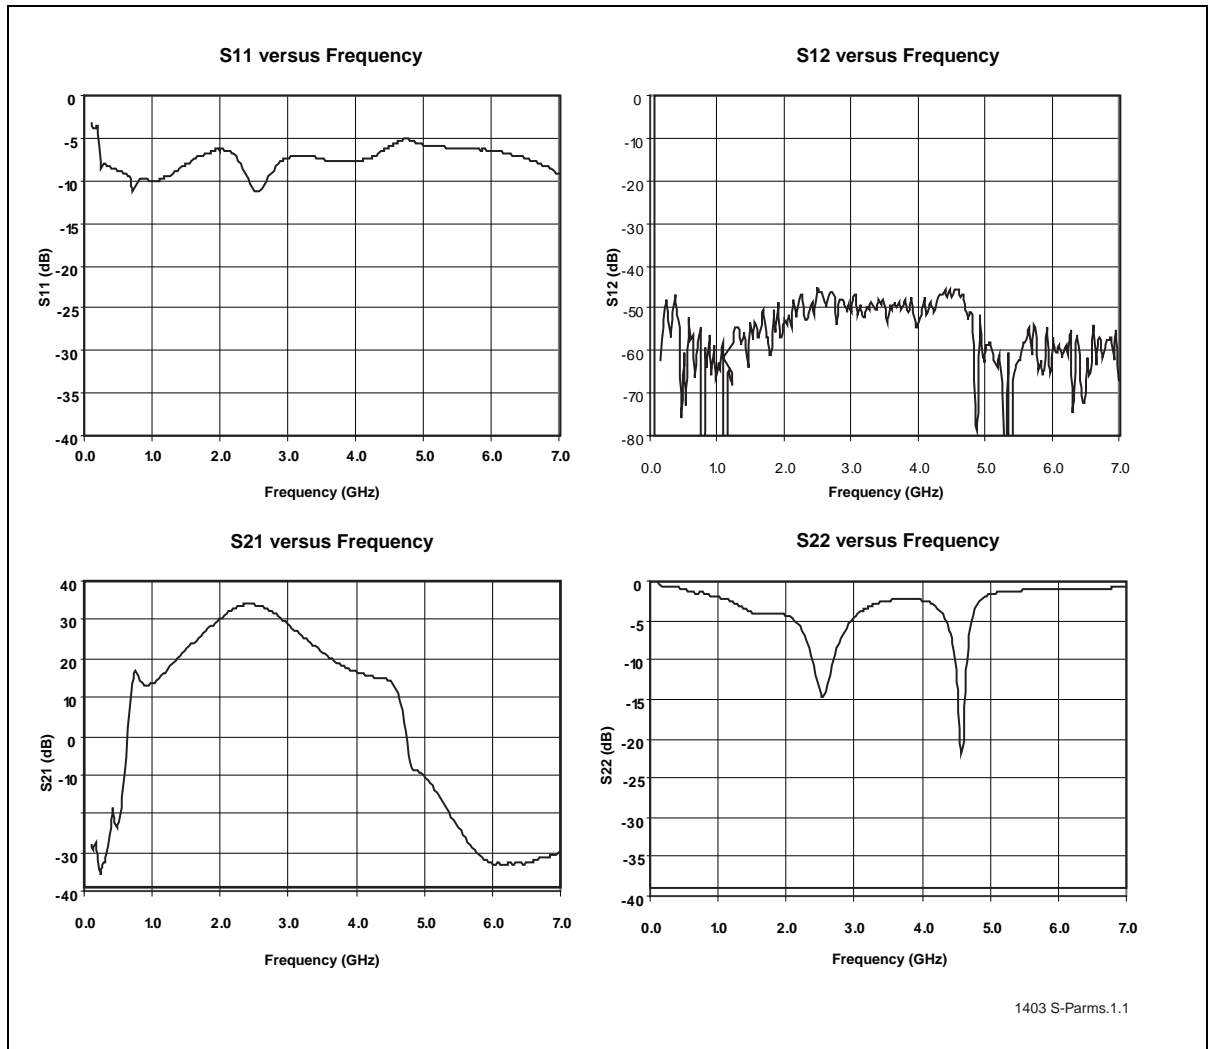 S11 versus Frequency
0
-5
-10
-15
-20
-25
-30
-35
-40
S11 (dB)
0.0 1.0 2.0 3.0 4.0 5.0 6.0 7.0
Frequency (GHz)
S12 versus Frequency
0
-10
-20
-30
-40
-50
-60
-70
-80
S12 (dB)
0.0 1.0 2.0 3.0 4.0 5.0 6.0 7.0
Frequency (GHz)
S21 versus Frequency
40
30
20
10
0
-10
-30
-40
S21 (dB)
0.0 1.0 2.0 3.0 4.0 5.0 6.0 7.0
Frequency (GHz)
S22 versus Frequency
0
-5
-10
-15
-20
-25
-30
-35
-40
S22 (dB)
0.0 1.0 2.0 3.0 4.0 5.0 6.0 7.0
Frequency (GHz)
1403 S-Parms.1.1